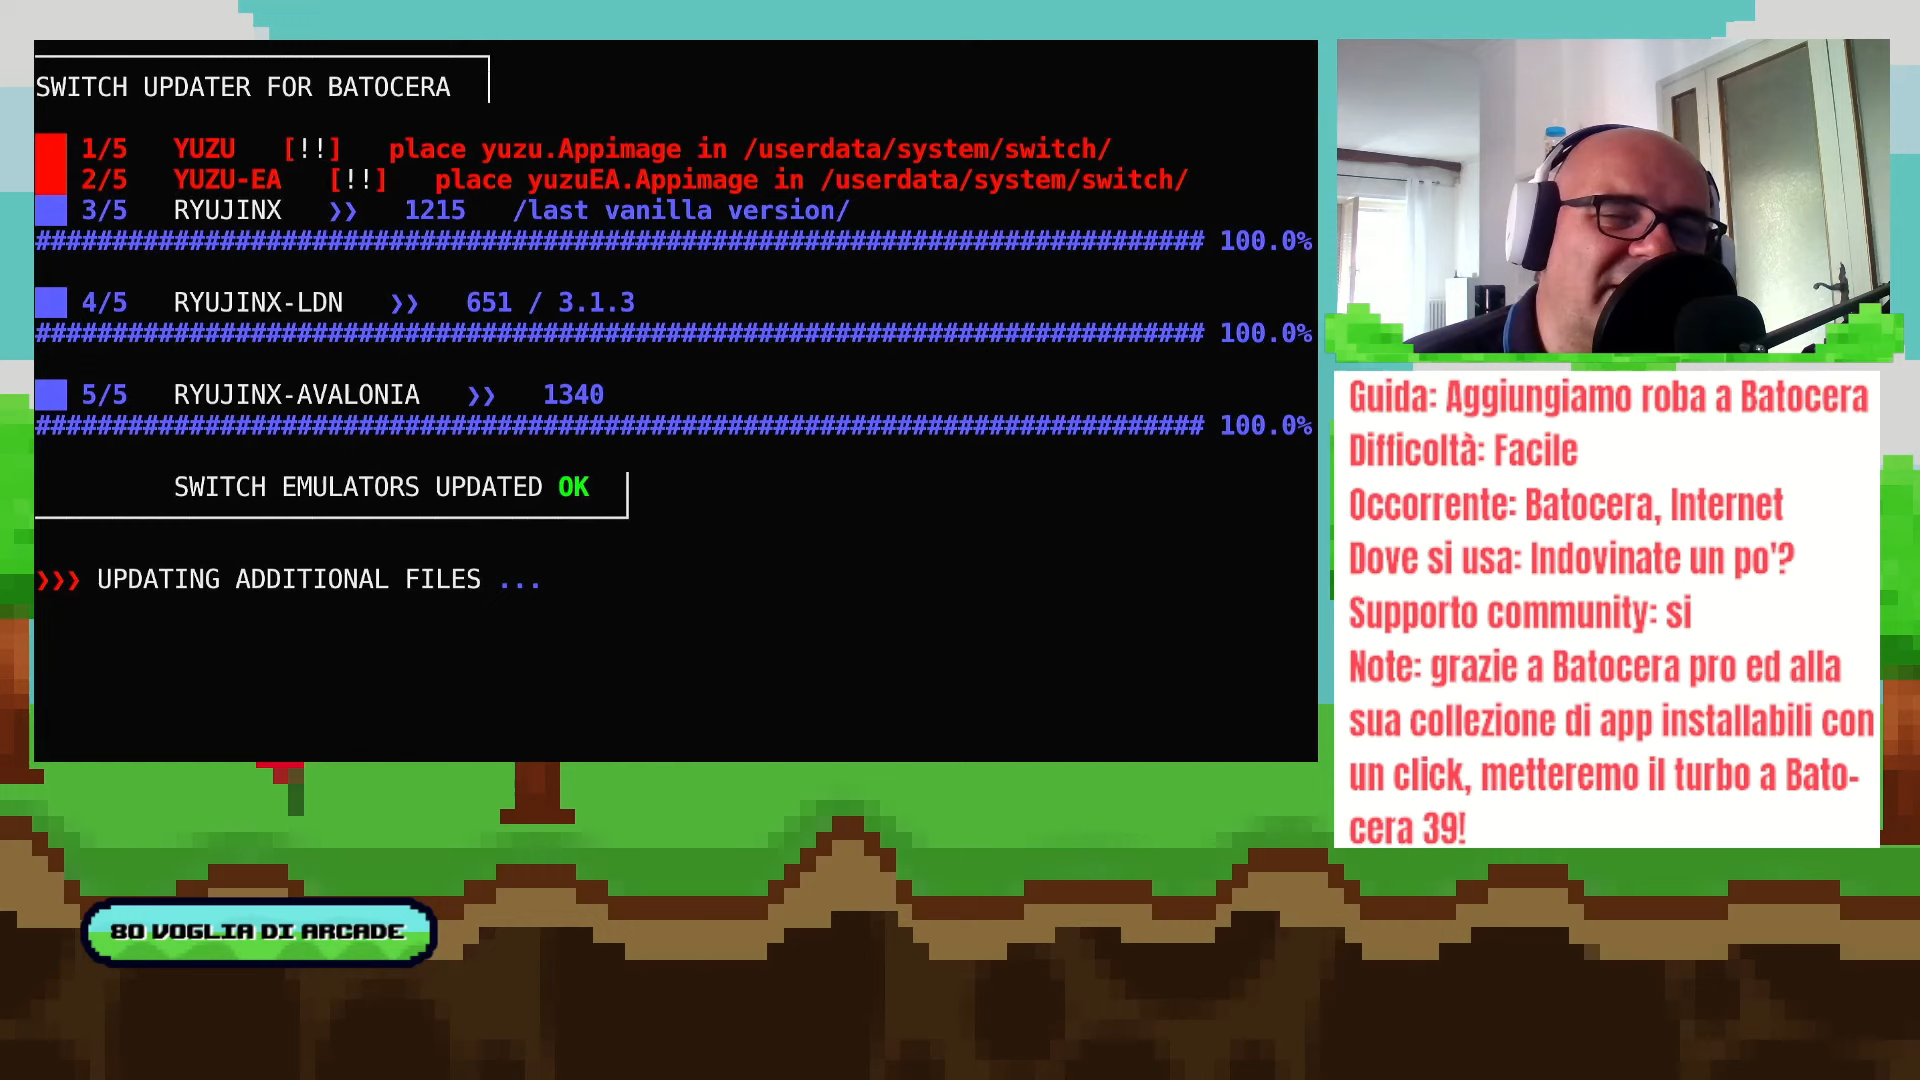 SWITCH UPDATER FOR BATOCERA
1/5 YUZU [!!] place yuzu.Appimage in /userdata/system/switch/
2/5 YUZU-EA [!!] place yuzuEA.Appimage in /userdata/system/switch/
3/5 RYUJINX ❯❯ 1215 /last vanilla version/
############################################################################ 100.0%
4/5 RYUJINX-LDN ❯❯ 651 / 3.1.3
############################################################################ 100.0%
5/5 RYUJINX-AVALONIA ❯❯ 1340
############################################################################ 100.0%
SWITCH EMULATORS UPDATED OK
❯❯❯ UPDATING ADDITIONAL FILES ...
Guida: Aggiungiamo roba a Batocera
Difficoltà: Facile
Occorrente: Batocera, Internet
Dove si usa: Indovinate un po'?
Supporto community: si
Note: grazie a Batocera pro ed alla
sua collezione di app installabili con
un click, metteremo il turbo a Bato-
cera 39!
80 VOGLIA DI ARCADE